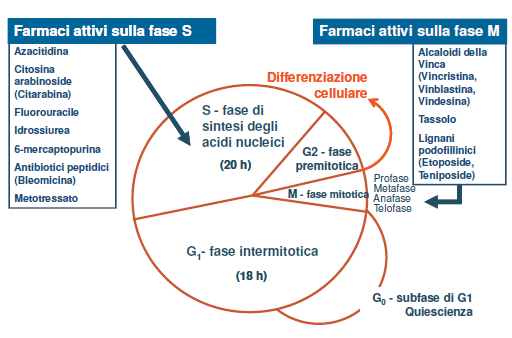 Farmaci attivi sulla fase S
Azacitidina
Citosina
arabinoside
(Citarabina)
Fluorouracile
Idrossiurea
6-mercaptopurina
Antibiotici peptidici
(Bleomicina)
Metotressato
Farmaci attivi sulla fase M
Alcaloidi della
Vinca
(Vincristina,
Vinblastina,
Vindesina)
Tassolo
Lignani
podofillinici
(Etoposide,
Teniposide)
Differenziazione
cellulare
S - fase di
sintesi degli
acidi nucleici
(20 h)
G2 - fase
premitotica
M - fase mitotica
Profase
Metafase
Anafase
Telofase
G₁- fase intermitotica
(18 h)
G₀ - subfase di G1
Quiescienza